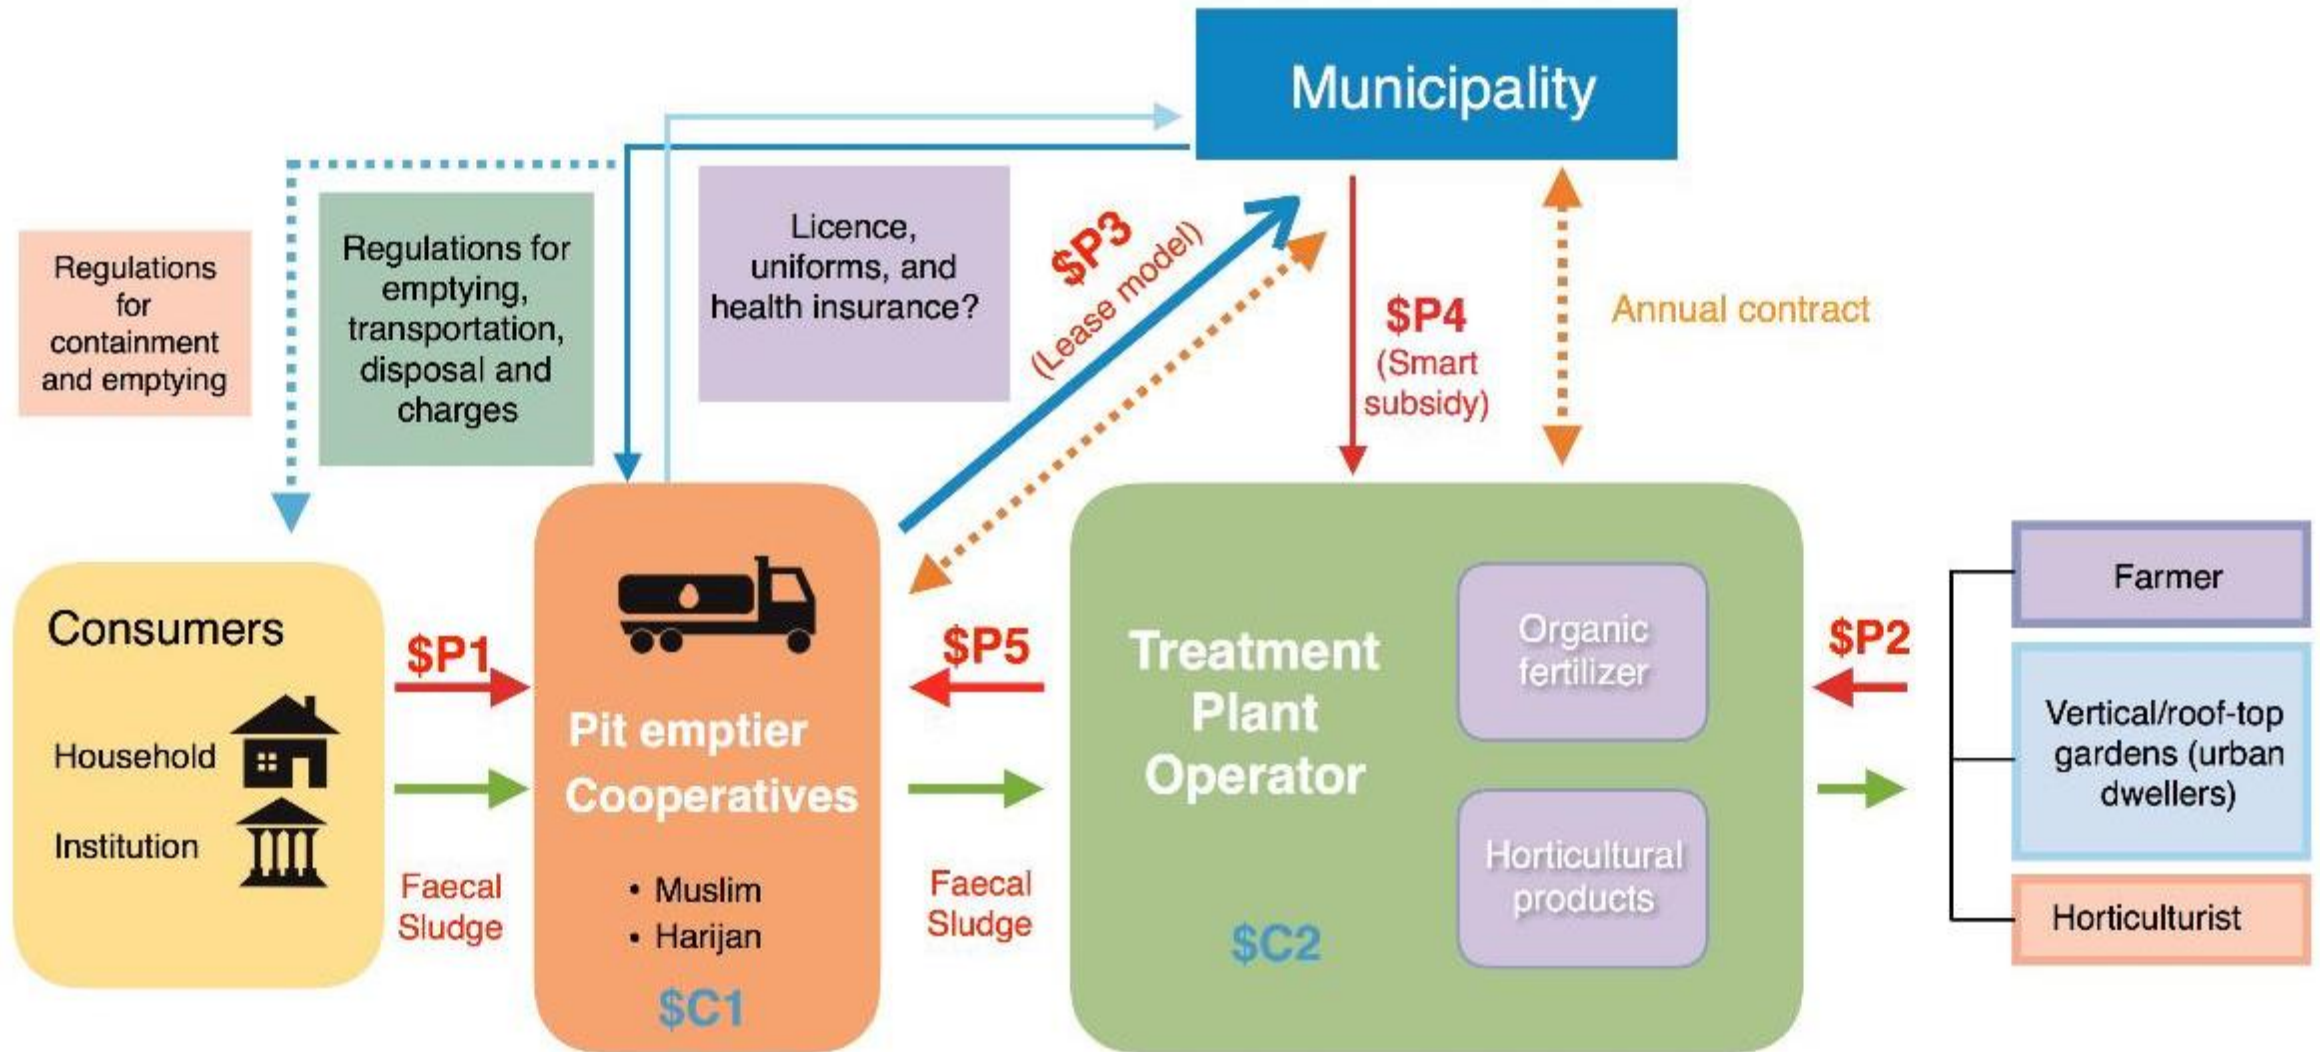 Municipality
Regulations
for
containment
and emptying
Regulations for
emptying,
transportation,
disposal and
charges
Licence,
uniforms, and
health insurance?
$P3
(Lease model)
$P4
(Smart
subsidy)
Annual contract
Consumers
Household
Institution
$P1
Faecal
Sludge
Pit emptier
Cooperatives
• Muslim
• Harijan
$C1
$P5
Faecal
Sludge
Treatment
Plant
Operator
$C2
Organic
fertilizer
Horticultural
products
$P2
Farmer
Vertical/roof-top
gardens (urban
dwellers)
Horticulturist